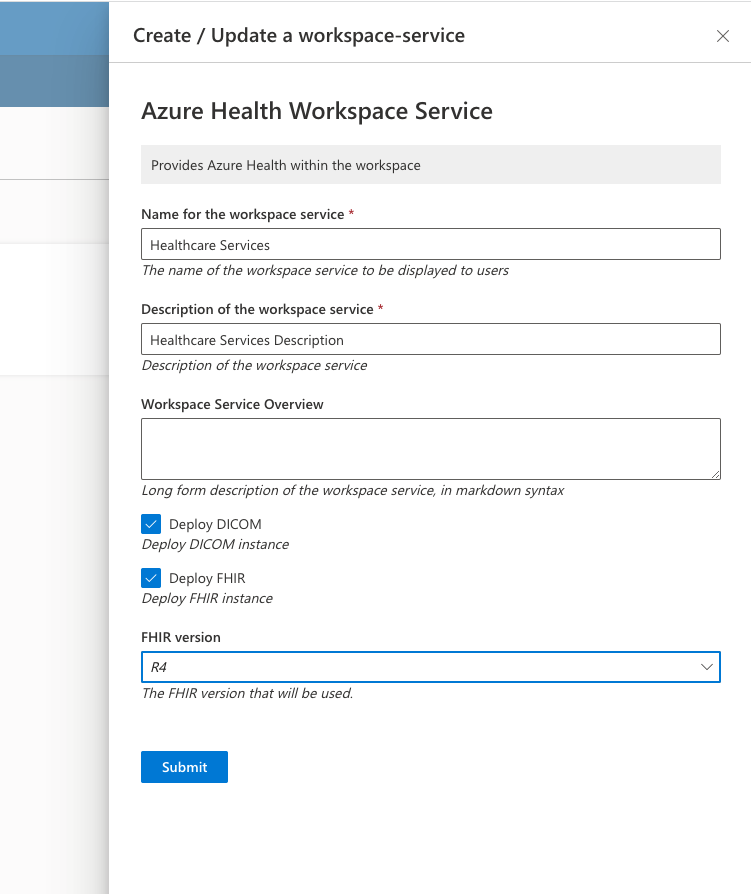 Create / Update a workspace-service
Azure Health Workspace Service
Provides Azure Health within the workspace
Name for the workspace service *
Healthcare Services
The name of the workspace service to be displayed to users
Description of the workspace service *
Healthcare Services Description
Description of the workspace service
Workspace Service Overview
Long form description of the workspace service, in markdown syntax
Deploy DICOM
Deploy DICOM instance
Deploy FHIR
Deploy FHIR instance
FHIR version
R4
The FHIR version that will be used.
Submit